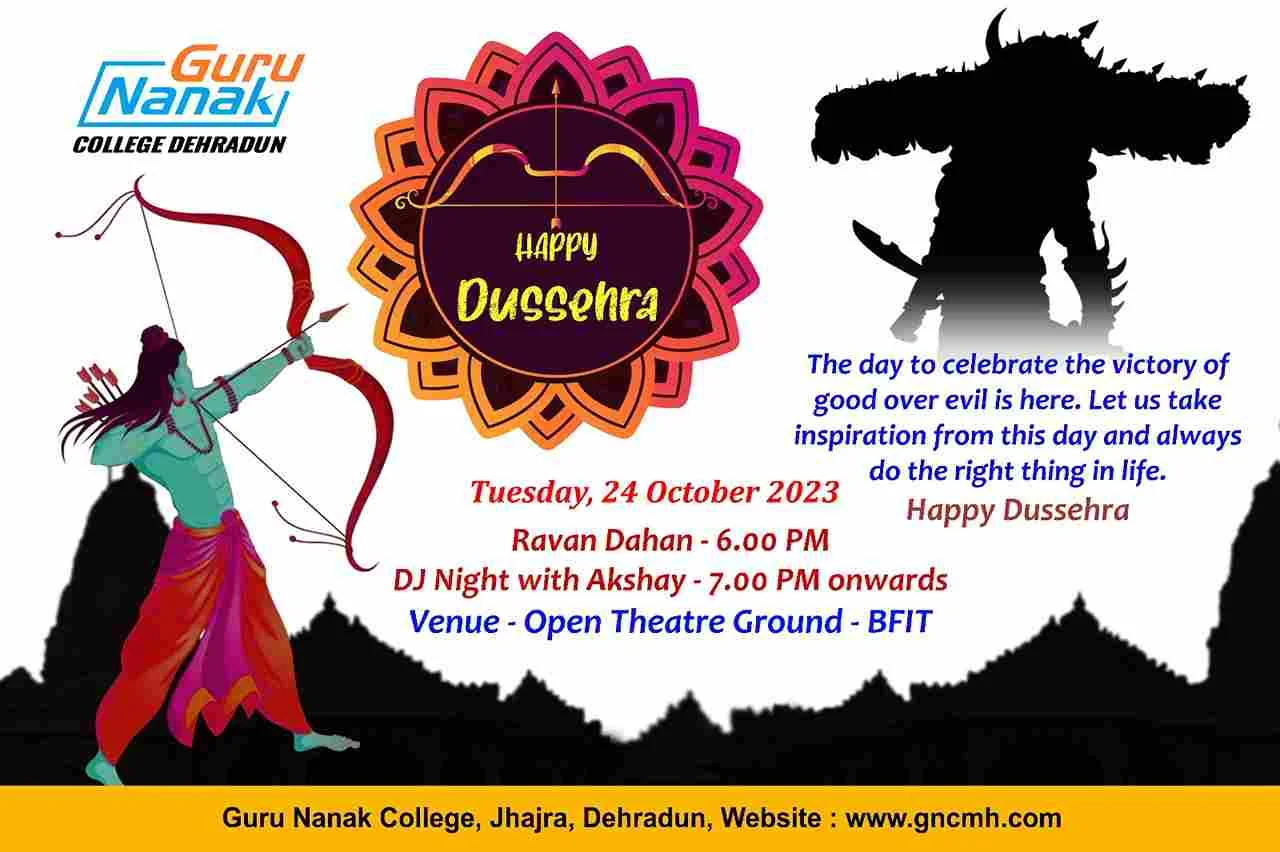 Guru
Nanak
COLLEGE DEHRADUN
HAPPY
Dussehra
The day to celebrate the victory of
good over evil is here. Let us take
inspiration from this day and always
do the right thing in life.
Happy Dussehra
Tuesday, 24 October 2023
Ravan Dahan - 6.00 PM
DJ Night with Akshay - 7.00 PM onwards
Venue - Open Theatre Ground - BFIT
Guru Nanak College, Jhajra, Dehradun, Website : www.gncmh.com